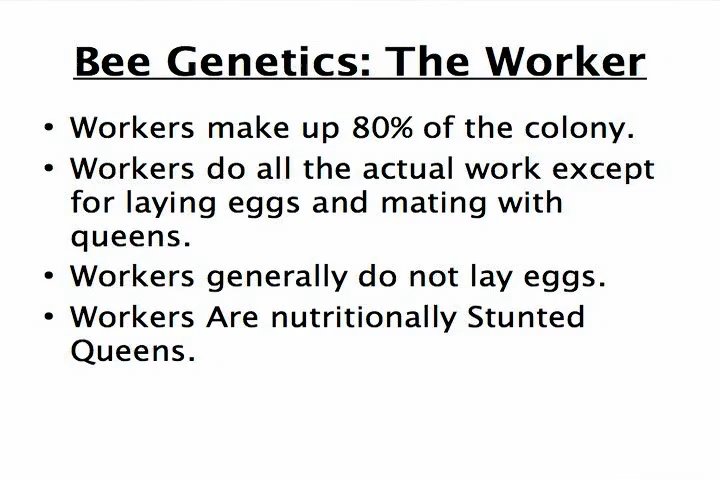 Bee Genetics: The Worker
• Workers make up 80% of the colony.
• Workers do all the actual work except
for laying eggs and mating with
queens.
• Workers generally do not lay eggs.
• Workers Are nutritionally Stunted
Queens.